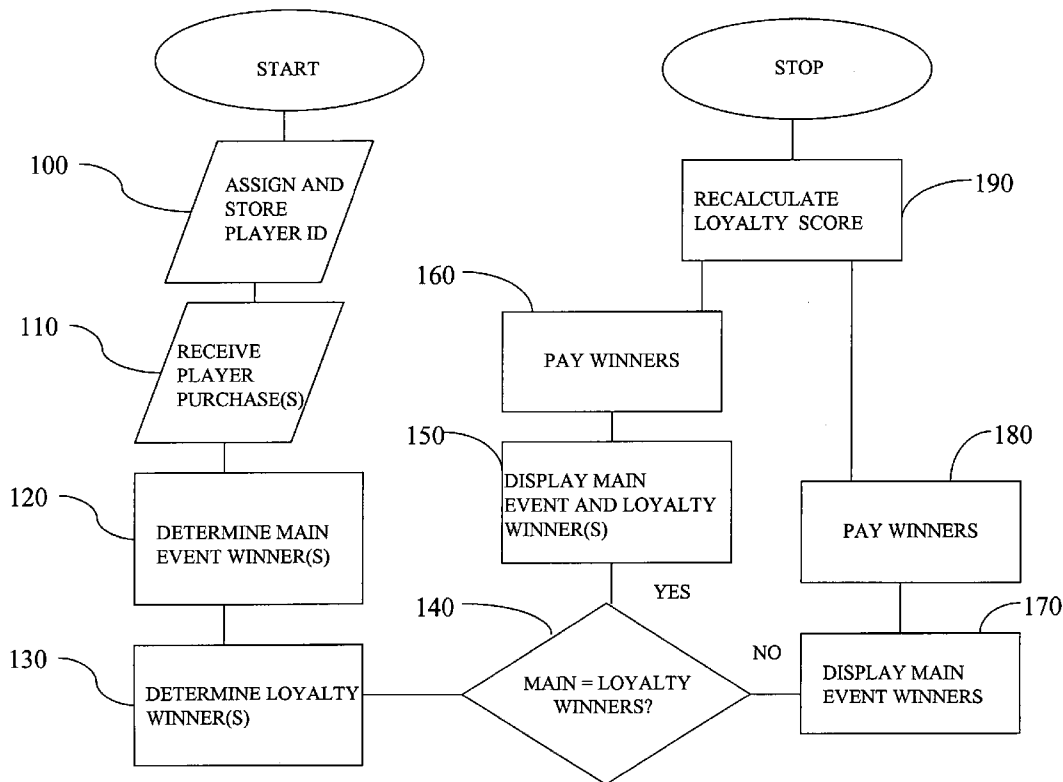 START
100
ASSIGN AND
STORE
PLAYER ID
110
RECEIVE
PLAYER
PURCHASE(S)
120
DETERMINE MAIN
EVENT WINNER(S)
130
DETERMINE LOYALTY
WINNER(S)
140
MAIN = LOYALTY
WINNERS?
YES
150
DISPLAY MAIN
EVENT AND LOYALTY
WINNER(S)
160
PAY WINNERS
NO
170
DISPLAY MAIN
EVENT WINNERS
180
PAY WINNERS
190
RECALCULATE
LOYALTY SCORE
STOP